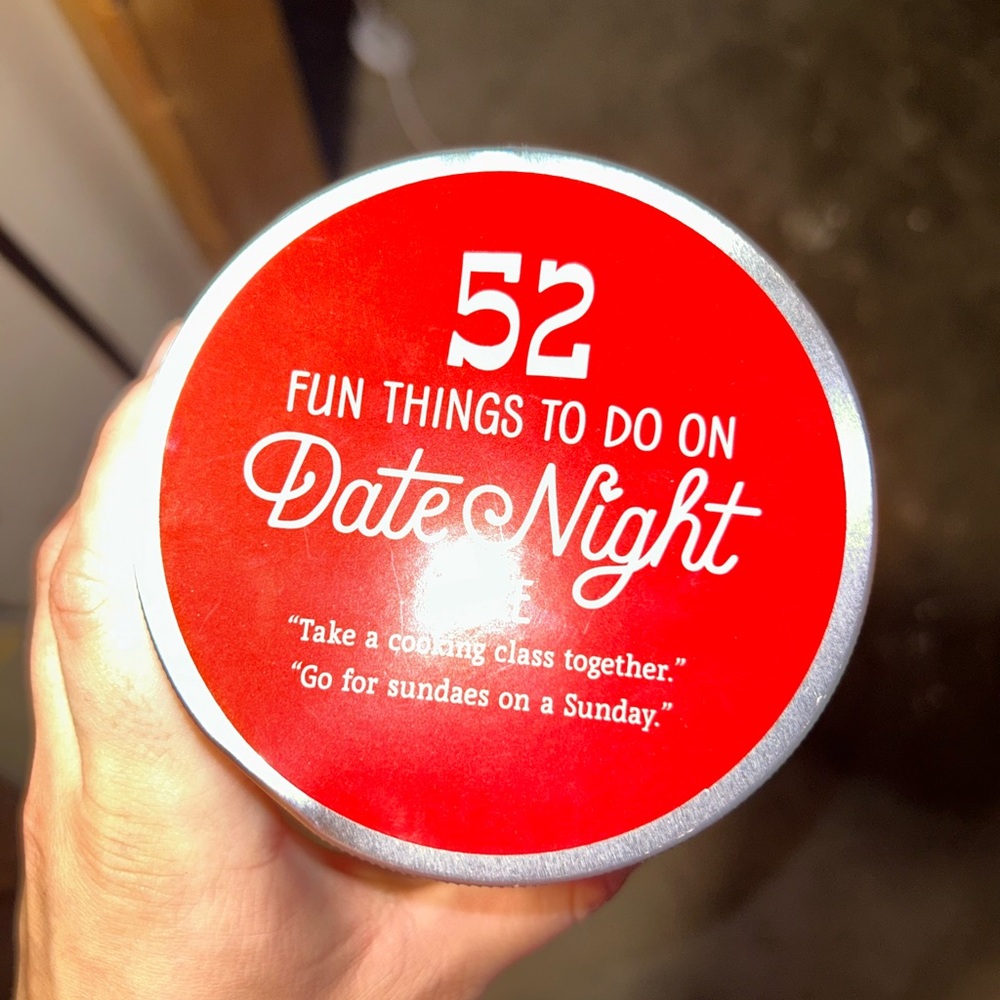 52
FUN THINGS TO DO ON
Date Night
“Take a cooking class together.”
“Go for sundaes on a Sunday.”